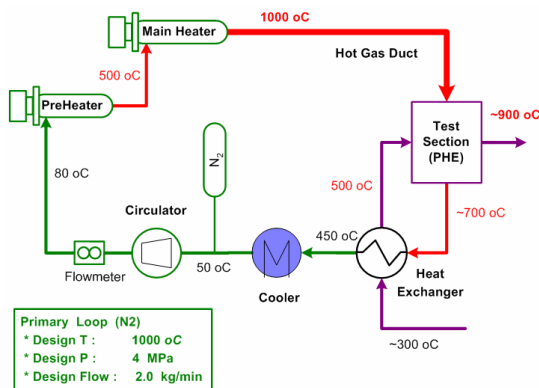 1000 oC
Main Heater
Hot Gas Duct
500 oC
PreHeater
~900 oC
Test
Section
(PHE)
N2
80 oC
500 oC
~700 oC
Circulator
450 oC
50 oC
Flowmeter
Heat
Exchanger
Cooler
Primary Loop (N2)
* Design T : 1000 oC
* Design P : 4 MPa
* Design Flow : 2.0 kg/min
~300 oC